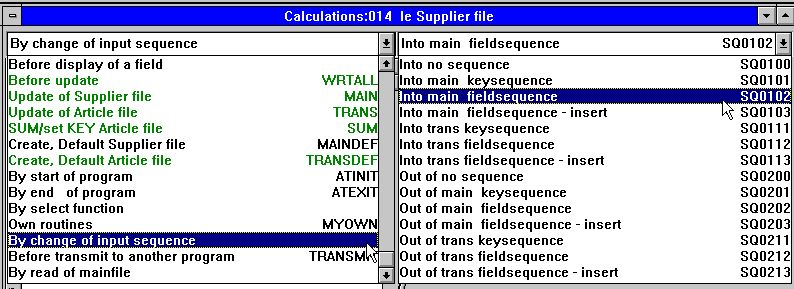 Calculations:014 le Supplier file
By change of input sequence
Into main fieldsequence SQ0102
Before display of a field
Before update WRTALL
Update of Supplier file MAIN
Update of Article file TRANS
SUM/set KEY Article file SUM
Create, Default Supplier file MAINDEF
Create, Default Article file TRANSDEF
By start of program ATINIT
By end of program ATEXIT
By select function
Own routines MYOWN
By change of input sequence
Before transmit to another program TRANSM
By read of mainfile
Into no sequence SQ0100
Into main keysequence SQ0101
Into main fieldsequence SQ0102
Into main fieldsequence - insert SQ0103
Into trans keysequence SQ0111
Into trans fieldsequence SQ0112
Into trans fieldsequence - insert SQ0113
Out of no sequence SQ0200
Out of main keysequence SQ0201
Out of main fieldsequence SQ0202
Out of main fieldsequence - insert SQ0203
Out of trans keysequence SQ0211
Out of trans fieldsequence SQ0212
Out of trans fieldsequence - insert SQ0213